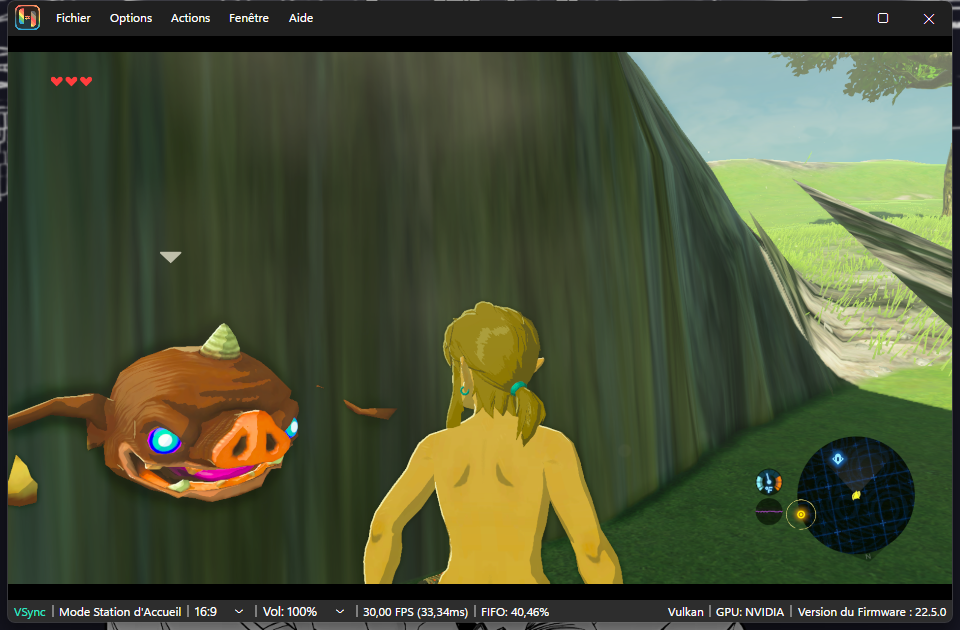 Fichier Options Actions Fenêtre Aide
N
VSync | Mode Station d'Accueil | 16:9 | Vol: 100% | 30,00 FPS (33,34ms) | FIFO: 40,46% Vulkan | GPU: NVIDIA | Version du Firmware : 22.5.0